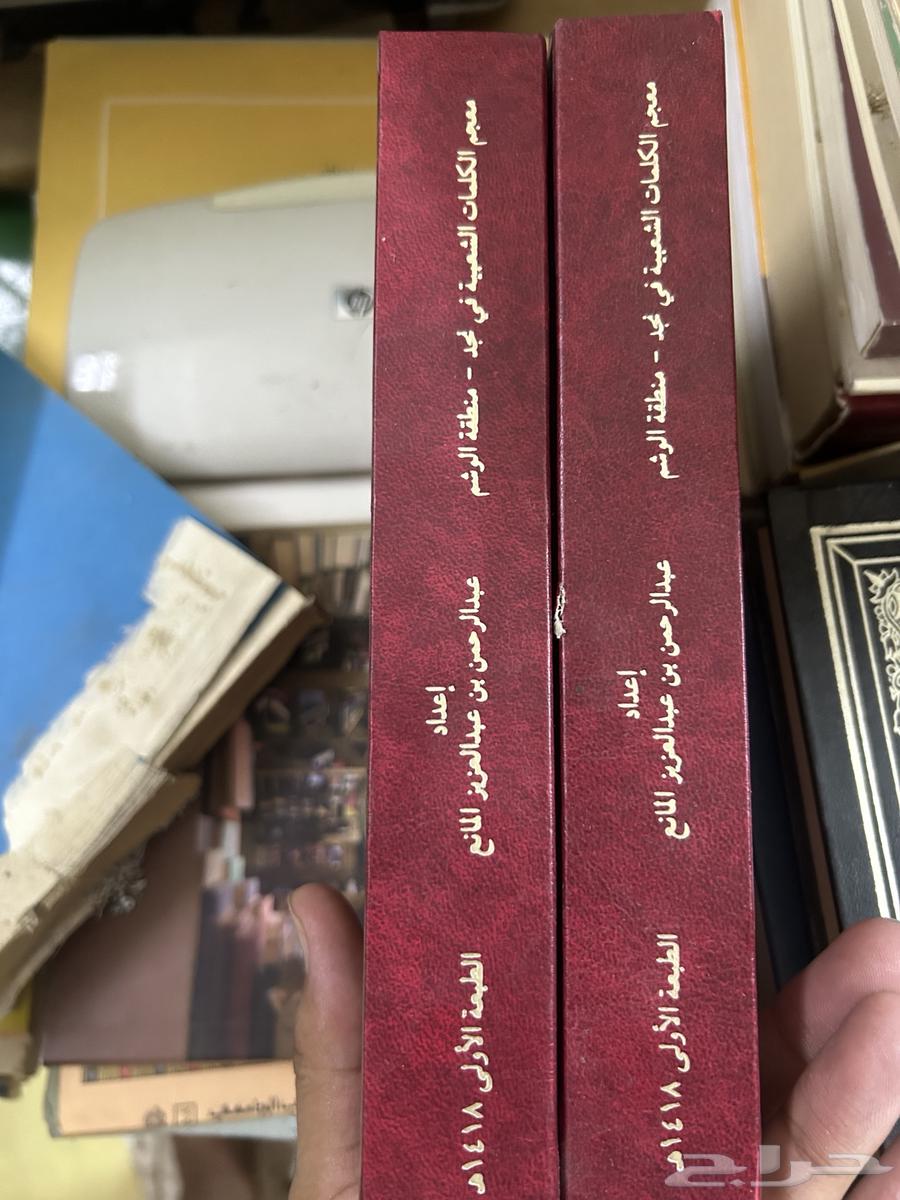 معجم الكلمات الشعبية في نجد - منطقة الوشم
إعداد
عبدالرحمن بن عبدالعزيز المانع
الطبعة الأولى ١٤١٨هـ
معجم الكلمات الشعبية في نجد - منطقة الوشم
إعداد
عبدالرحمن بن عبدالعزيز المانع
الطبعة الأولى ١٤١٨هـ
hp
حراج